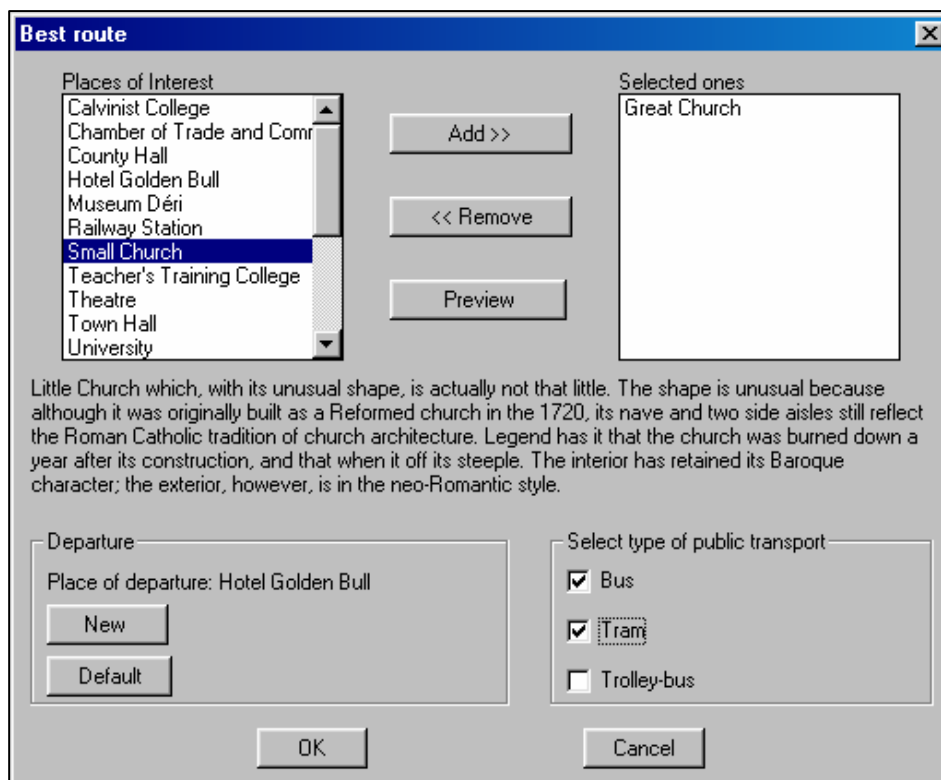 Best route
Places of Interest
Calvinist College
Chamber of Trade and Comr
County Hall
Hotel Golden Bull
Museum Déri
Railway Station
Small Church
Teacher's Training College
Theatre
Town Hall
University
Add >>
<< Remove
Preview
Selected ones
Great Church
Little Church which, with its unusual shape, is actually not that little. The shape is unusual because
although it was originally built as a Reformed church in the 1720, its nave and two side aisles still reflect
the Roman Catholic tradition of church architecture. Legend has it that the church was burned down a
year after its construction, and that when it off its steeple. The interior has retained its Baroque
character; the exterior, however, is in the neo-Romantic style.
Departure
Place of departure: Hotel Golden Bull
New
Default
Select type of public transport
Bus
Tram
Trolley-bus
OK
Cancel